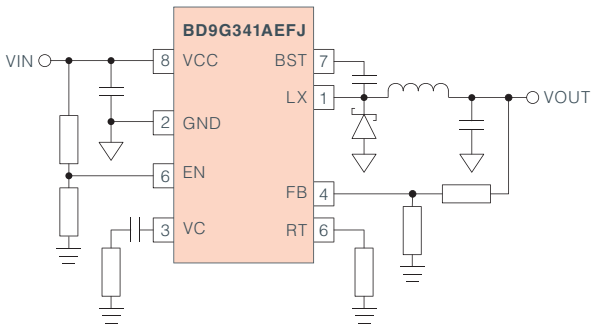 BD9G341AEFJ
VIN
8 VCC
BST 7
LX 1
VOUT
2 GND
6 EN
FB 4
3 VC
RT 6